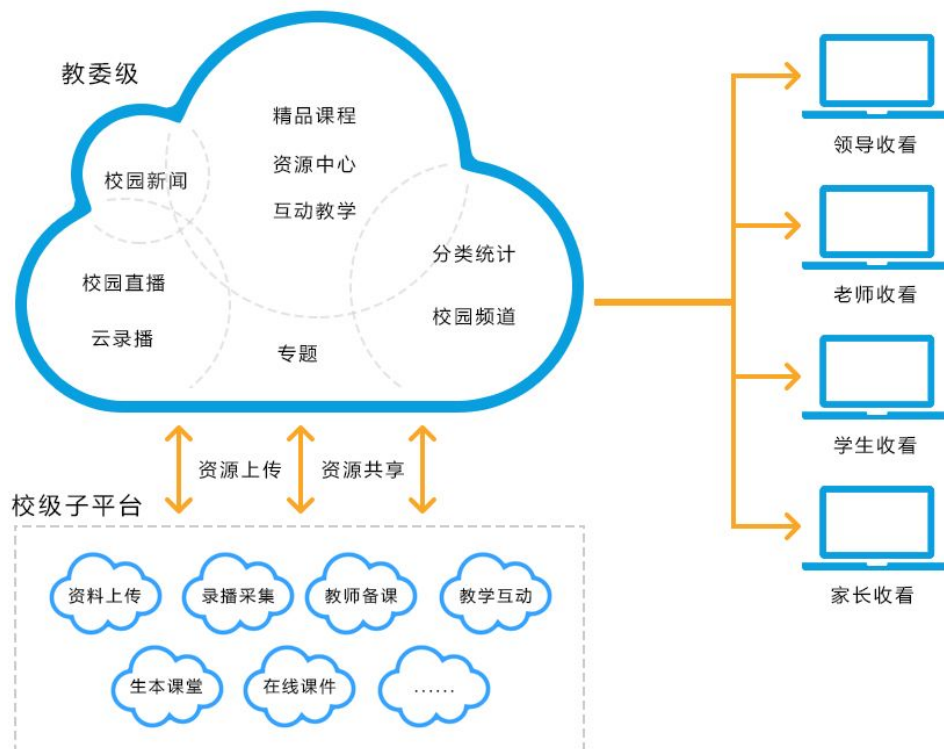 教委级
精品课程
资源中心
互动教学
校园新闻
校园直播
云录播
分类统计
校园频道
专题
领导收看
老师收看
学生收看
家长收看
资源上传
资源共享
校级子平台
资料上传
录播采集
教师备课
教学互动
生本课堂
在线课件
......